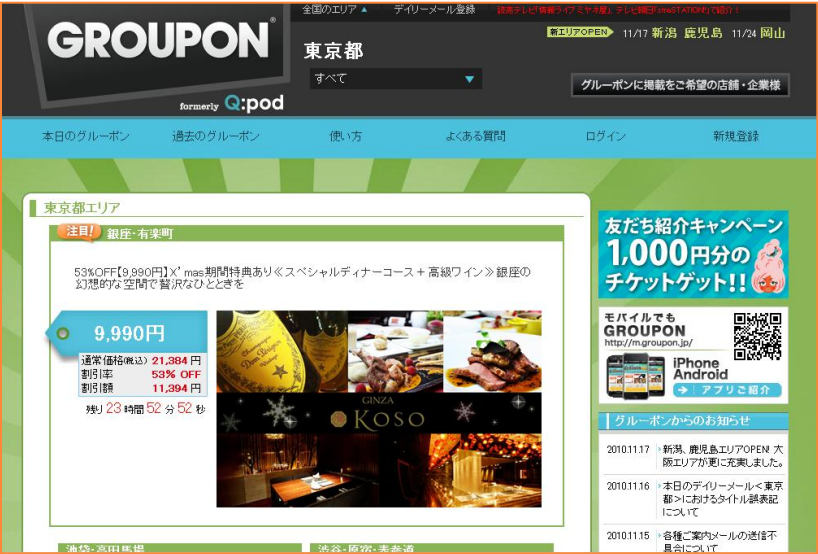 GROUPON
formerly Q:pod
全国のエリア▲ デイリーメール登録
東京都
すべて
新エリアOPEN 11/17 新潟 鹿児島 11/24 岡山
グルーポンに掲載をご希望の店舗・企業様
本日のグルーポン 過去のグルーポン 使い方 よくある質問 ログイン 新規登録
東京都エリア
注目! 銀座・有楽町
53%OFF【9,990円】X'mas期間特典あり≪スペシャルディナーコース+高級ワイン≫銀座の
幻想的な空間で贅沢なひとときを
9,990円
通常価格(税込) 21,384円
割引率 53% OFF
割引額 11,394円
残り23時間52分52秒
GINZA
KOSO
友だち紹介キャンペーン
1,000円分の
チケットゲット!!
モバイルでも
GROUPON
http://m.groupon.jp/
iPhone
Android
アプリご紹介
グルーポンからのお知らせ
2010.11.17 新潟、鹿児島エリアOPEN! 大
阪エリアが更に充実しました。
2010.11.16 本日のデイリーメール<東京
都>におけるタイトル誤表記
について
2010.11.15 各種ご案内メールの送信不
具合について
池袋・高田馬場 渋谷・原宿・表参道